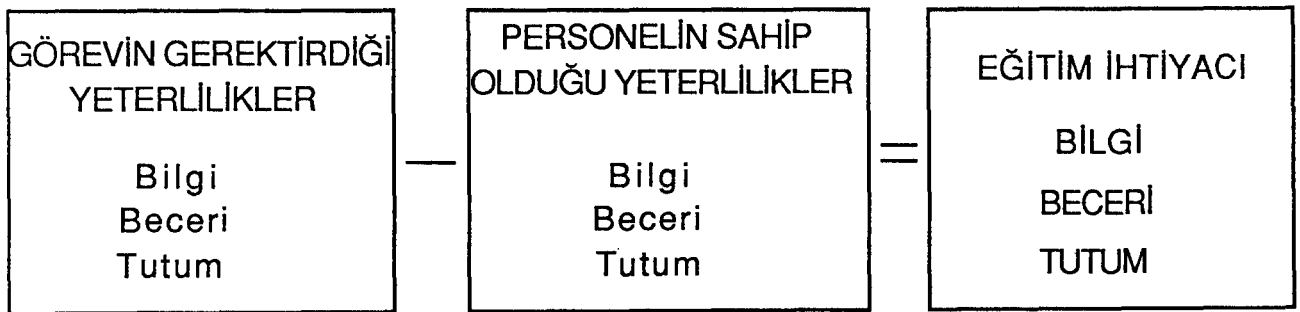 GÖREVİN GEREKTİRDİĞİ
YETERLİLİKLER
Bilgi
Beceri
Tutum
—
PERSONELİN SAHİP
OLDUĞU YETERLİLİKLER
Bilgi
Beceri
Tutum
=
EĞİTİM İHTİYACI
BİLGİ
BECERİ
TUTUM